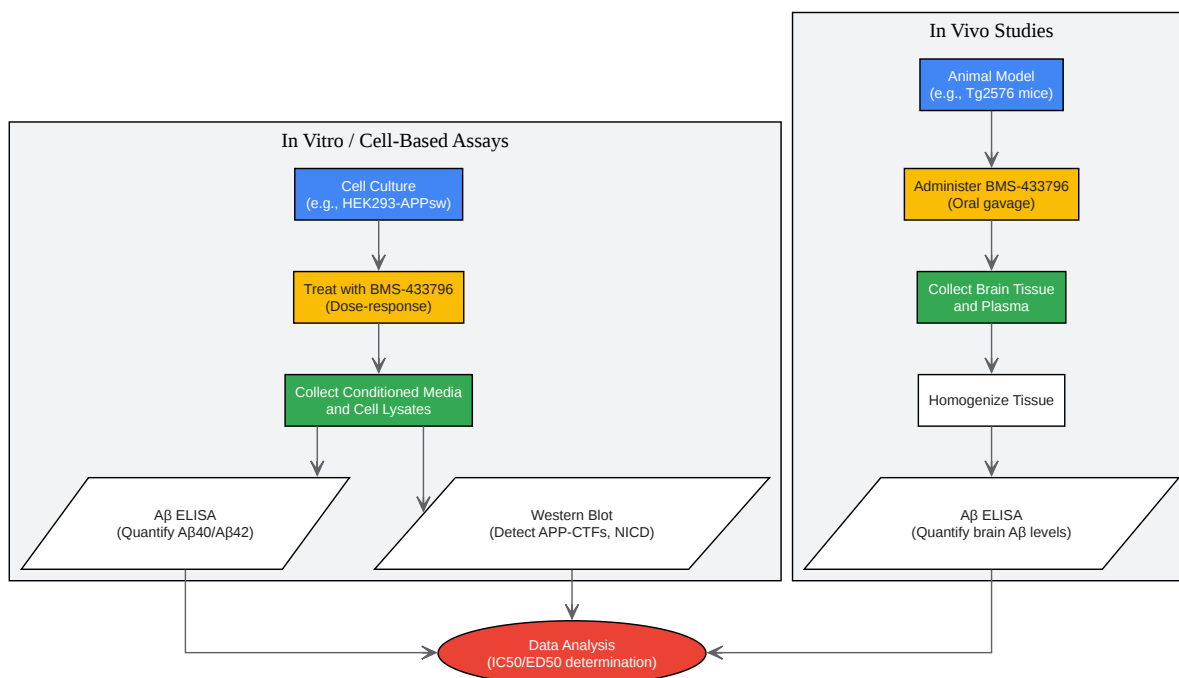 In Vitro / Cell-Based Assays
Cell Culture
(e.g., HEK293-APPsw)
Treat with BMS-433796
(Dose-response)
Collect Conditioned Media
and Cell Lysates
Aβ ELISA
(Quantify Aβ40/Aβ42)
Western Blot
(Detect APP-CTFs, NICD)
In Vivo Studies
Animal Model
(e.g., Tg2576 mice)
Administer BMS-433796
(Oral gavage)
Collect Brain Tissue
and Plasma
Homogenize Tissue
Aβ ELISA
(Quantify brain Aβ levels)
Data Analysis
(IC50/ED50 determination)